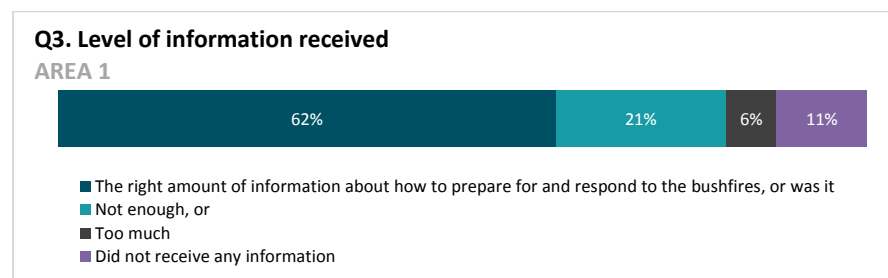 Q3. Level of information received
AREA 1
62% 21% 6% 11%
The right amount of information about how to prepare for and respond to the bushfires, or was it
Not enough, or
Too much
Did not receive any information